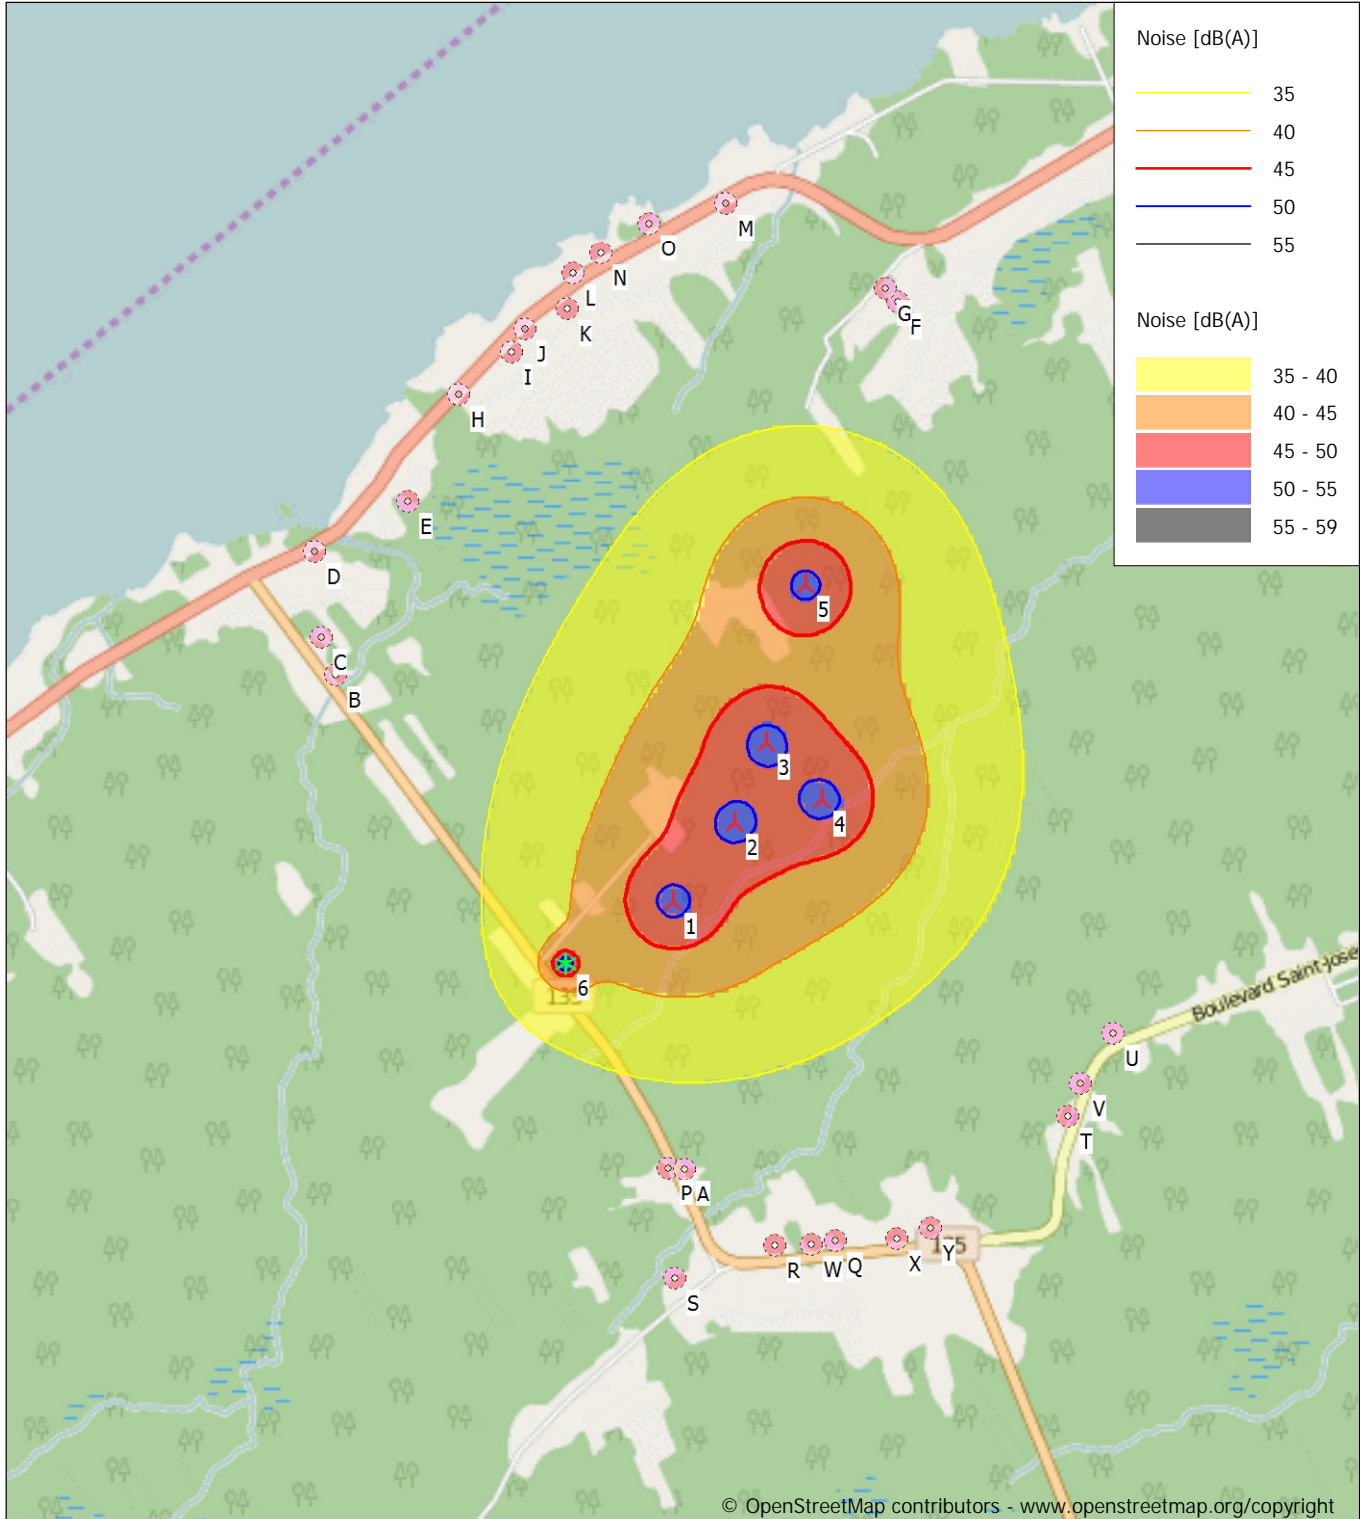 Noise [dB(A)]
35
40
45
50
55
Noise [dB(A)]
35 - 40
40 - 45
45 - 50
50 - 55
55 - 59
M
O
N
L
K
G
F
J
I
H
E
D
5
C
B
3
4
2
1
6
Boulevard Saint-Jose
U
V
T
P
A
R
W
Q
X
Y
S
© OpenStreetMap contributors - www.openstreetmap.org/copyright